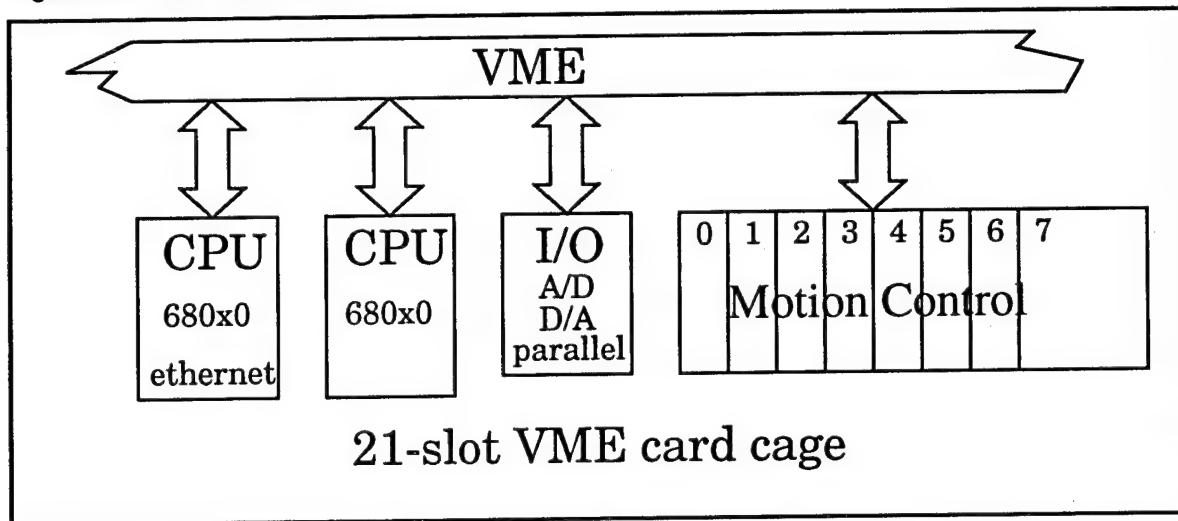 VME
CPU
680x0
ethernet
CPU
680x0
I/O
A/D
D/A
parallel
0 1 2 3 4 5 6 7
Motion Control
21-slot VME card cage